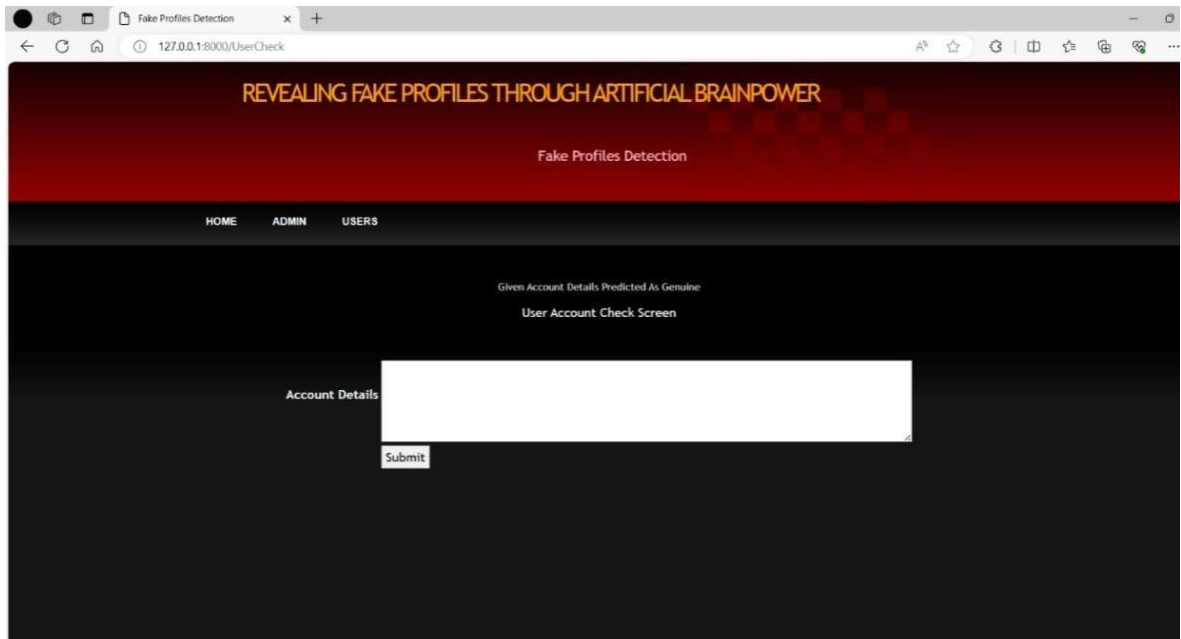 Fake Profiles Detection
127.0.0.1:8000/UserCheck
REVEALING FAKE PROFILES THROUGH ARTIFICIAL BRAINPOWER
Fake Profiles Detection
HOME ADMIN USERS
Given Account Details Predicted As Genuine
User Account Check Screen
Account Details
Submit